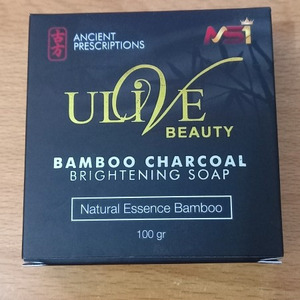 古方
ANCIENT
PRESCRIPTIONS
ULiVE
BEAUTY
BAMBOO CHARCOAL
BRIGHTENING SOAP
Natural Essence Bamboo
100 gr